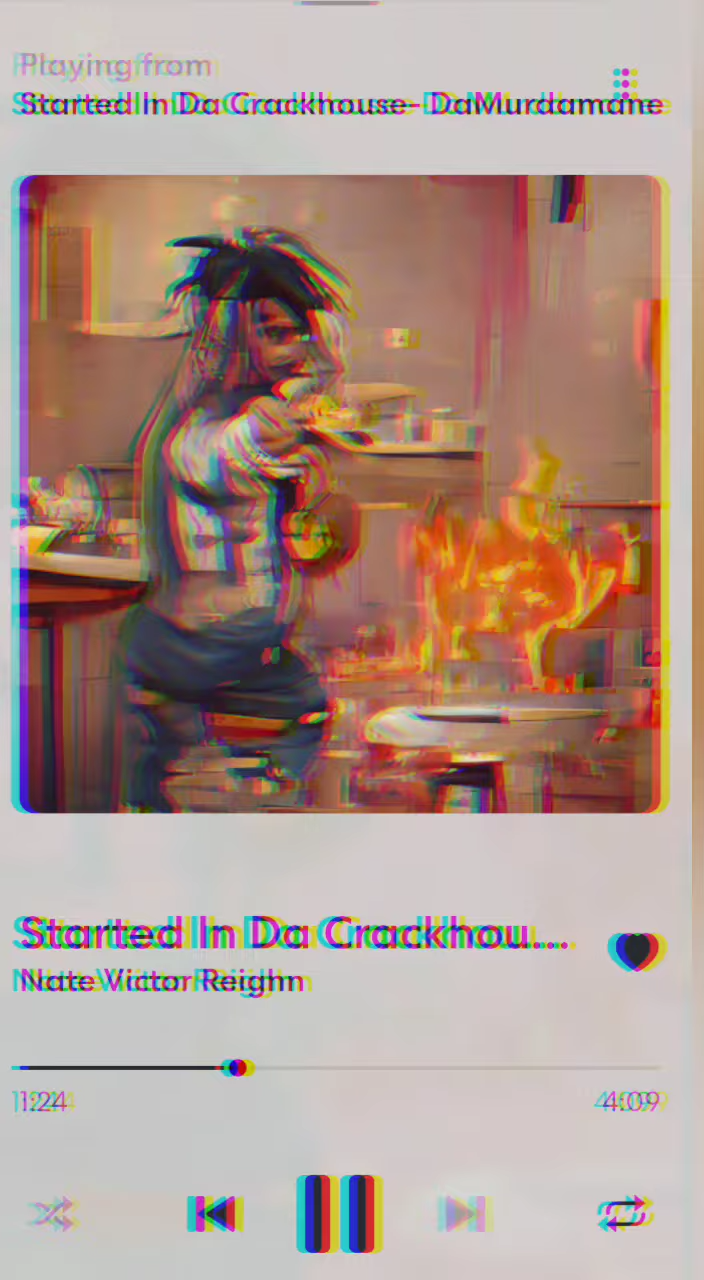 Playing from
Started In Da Crackhouse- DaMurdamane
Started In Da Crackhou...
Nate Victor Reighn
1:24
4:09